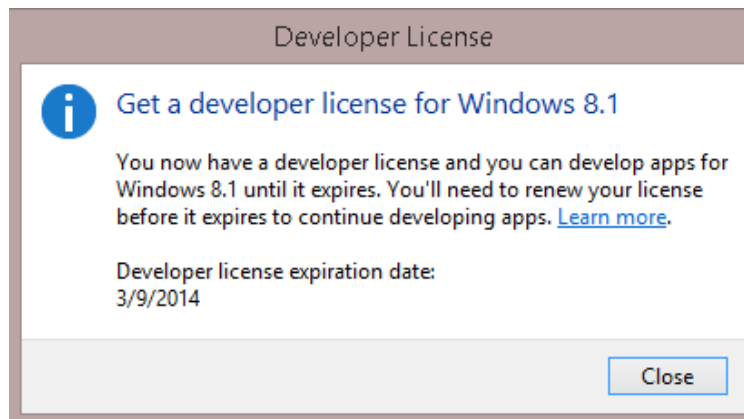 Developer License
Get a developer license for Windows 8.1
You now have a developer license and you can develop apps for
Windows 8.1 until it expires. You'll need to renew your license
before it expires to continue developing apps. Learn more.
Developer license expiration date:
3/9/2014
Close